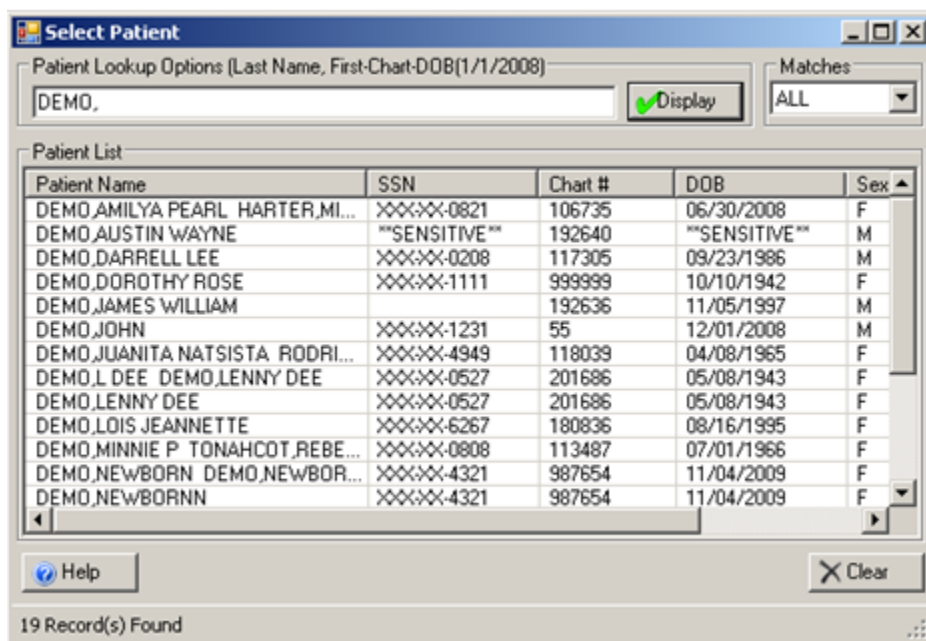 Select Patient
Patient Lookup Options (Last Name, First-Chart-DOB(1/1/2008)
Matches
DEMO,
Display
ALL
Patient List
Patient Name SSN Chart # DOB Sex
DEMO,AMILYA PEARL HARTER,MI... XXX-XX-0821 106735 06/30/2008 F
DEMO,AUSTIN WAYNE **SENSITIVE** 192640 **SENSITIVE** M
DEMO,DARRELL LEE XXX-XX-0208 117305 09/23/1986 M
DEMO,DOROTHY ROSE XXX-XX-1111 999999 10/10/1942 F
DEMO,JAMES WILLIAM 192636 11/05/1997 M
DEMO,JOHN XXX-XX-1231 55 12/01/2008 M
DEMO,JUANITA NATSISTA RODRI... XXX-XX-4949 118039 04/08/1965 F
DEMO,L DEE DEMO,LENNY DEE XXX-XX-0527 201686 05/08/1943 F
DEMO,LENNY DEE XXX-XX-0527 201686 05/08/1943 F
DEMO,LOIS JEANNETTE XXX-XX-6267 180836 08/16/1995 F
DEMO,MINNIE P TONAHCOT,REBE... XXX-XX-0808 113487 07/01/1966 F
DEMO,NEWBORN DEMO,NEWBOR... XXX-XX-4321 987654 11/04/2009 F
DEMO,NEWBORNN XXX-XX-4321 987654 11/04/2009 F
Help
Clear
19 Record(s) Found